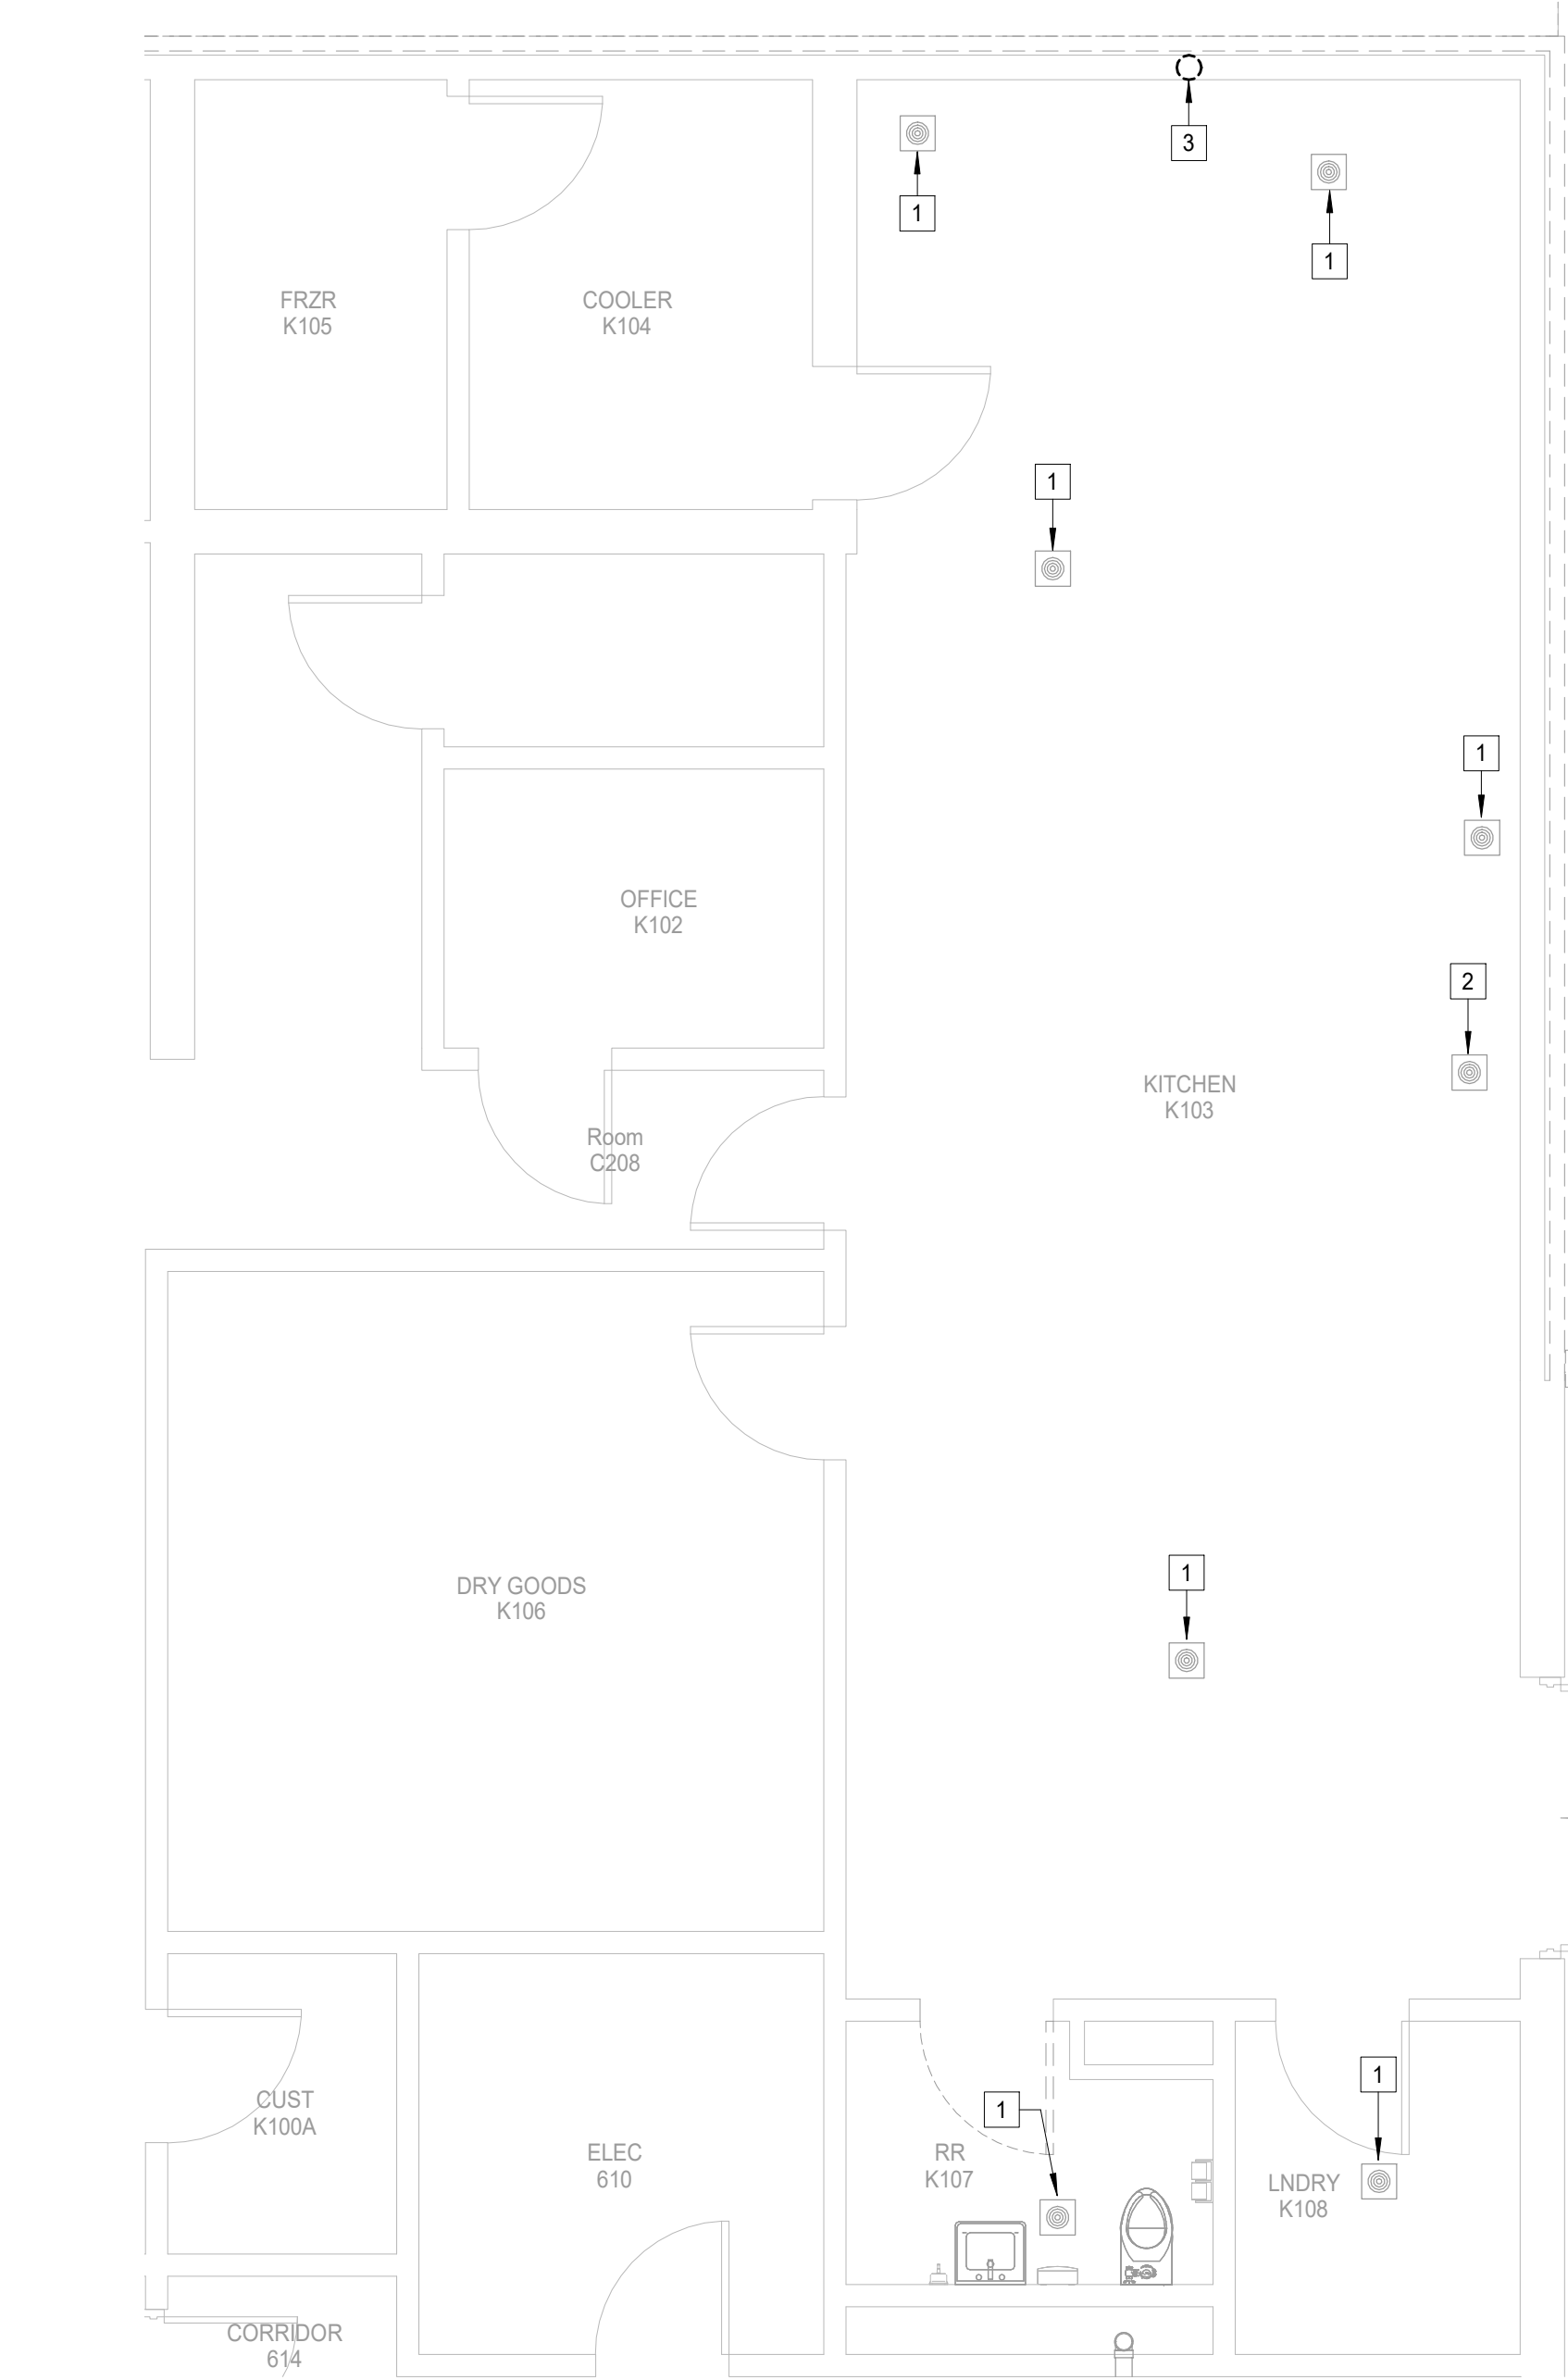 3
1
1
FRZR
K105
COOLER
K104
1
1
OFFICE
K102
2
KITCHEN
K103
Room
C208
1
DRY GOODS
K106
1
1
CUST
K100A
ELEC
610
RR
K107
LNDRY
K108
CORRIDOR
614